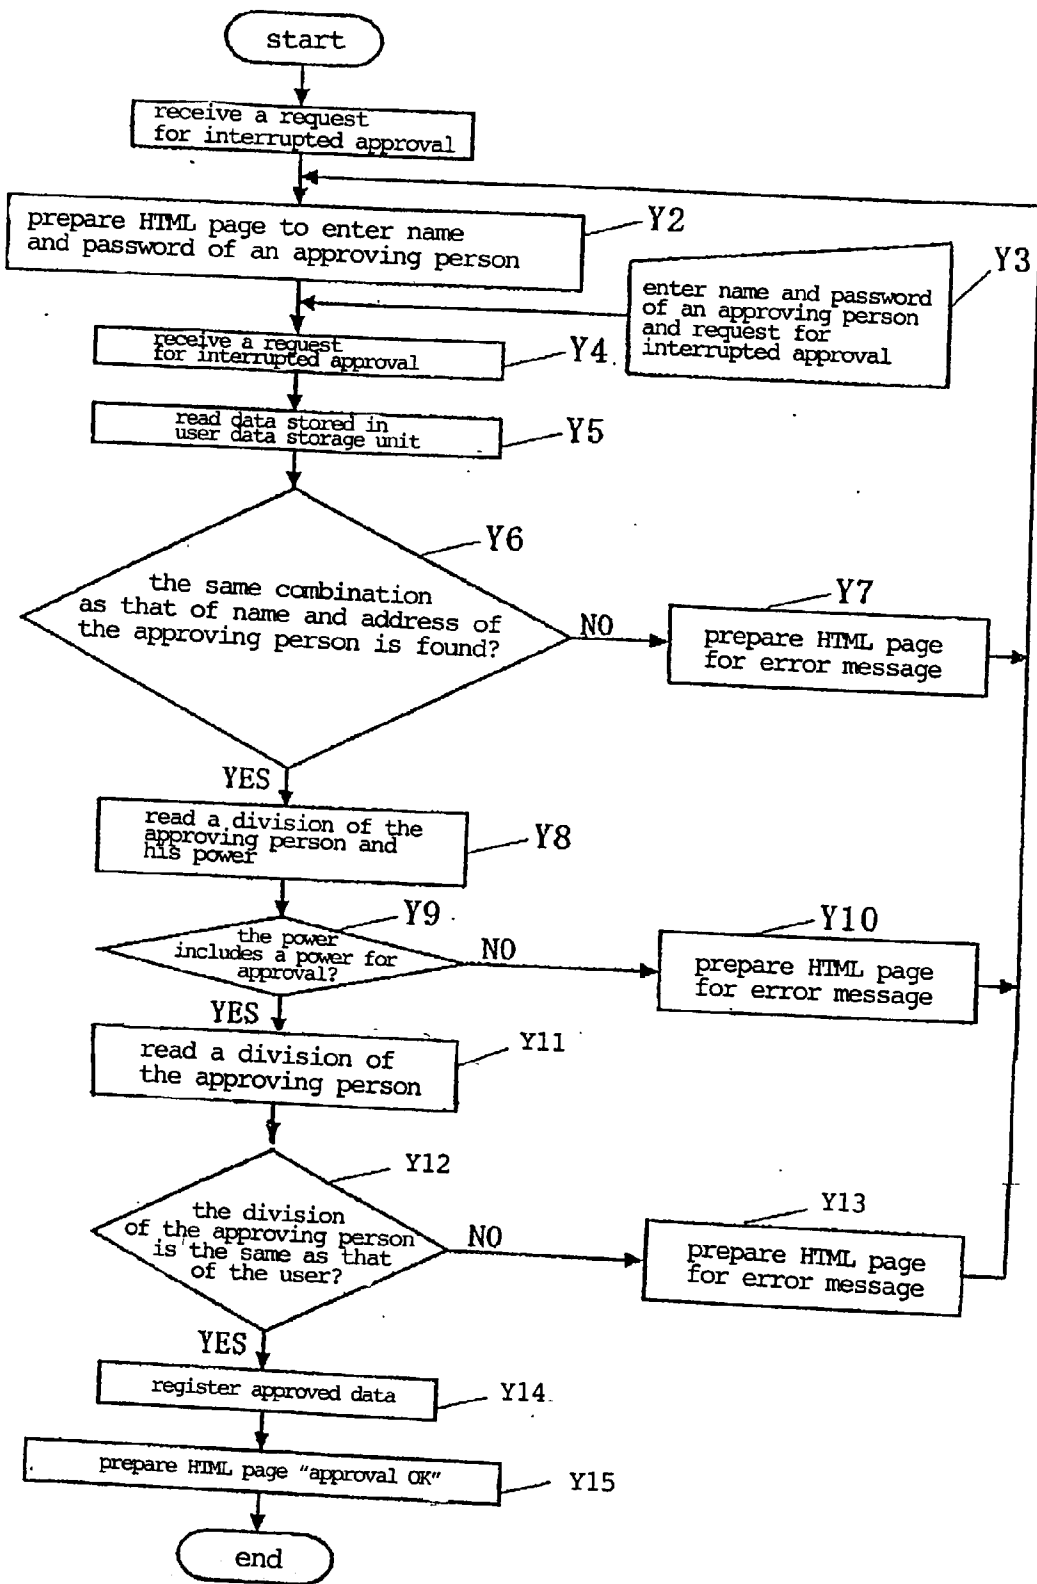 start
receive a request
for interrupted approval
prepare HTML page to enter name
and password of an approving person
Y2
enter name and password
of an approving person
and request for
interrupted approval
Y3
receive a request
for interrupted approval
Y4
read data stored in
user data storage unit
Y5
Y6
the same combination
as that of name and address of
the approving person is found?
NO
Y7
prepare HTML page
for error message
YES
read a division of the
approving person and
his power
Y8
Y9
the power
includes a power for
approval?
NO
Y10
prepare HTML page
for error message
YES
read a division of
the approving person
Y11
Y12
the division
of the approving person
is the same as that
of the user?
NO
Y13
prepare HTML page
for error message
YES
register approved data
Y14
prepare HTML page "approval OK"
Y15
end